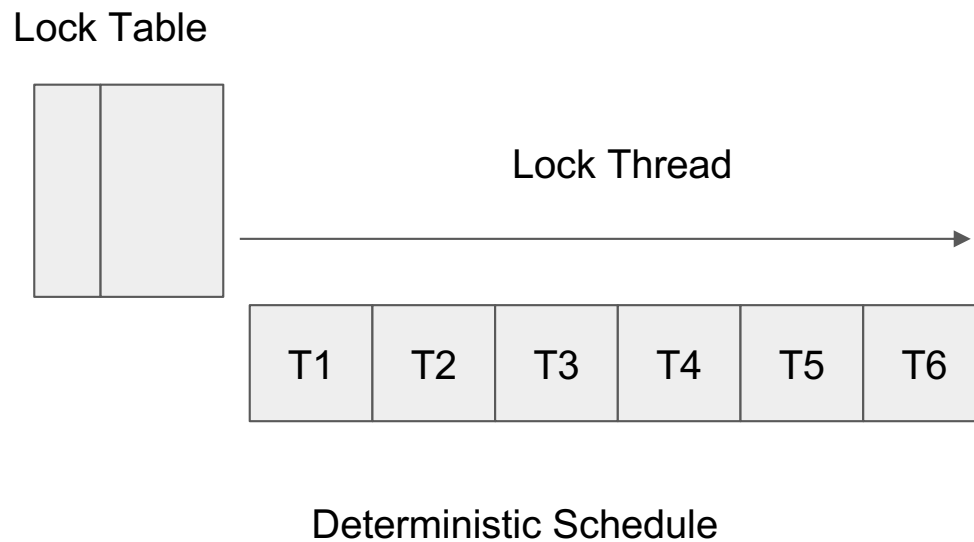 Lock Table
Lock Thread
T1 T2 T3 T4 T5 T6
Deterministic Schedule